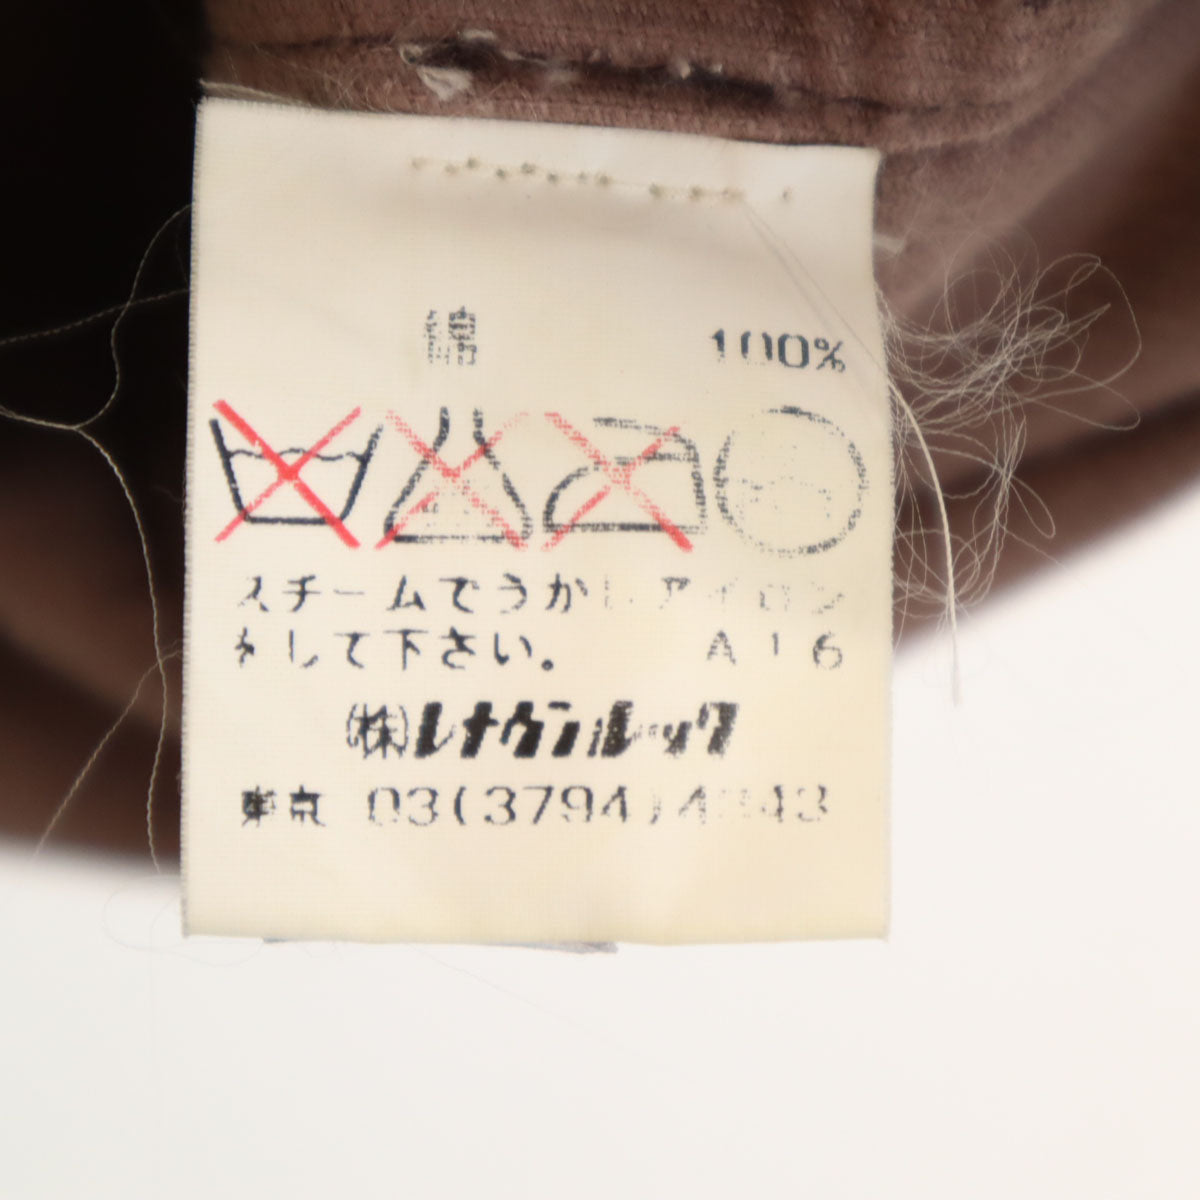 綿 100%
スチームでうかしアイロン
をして下さい。 A16
(株)レナウンルック
東京 03(3794)